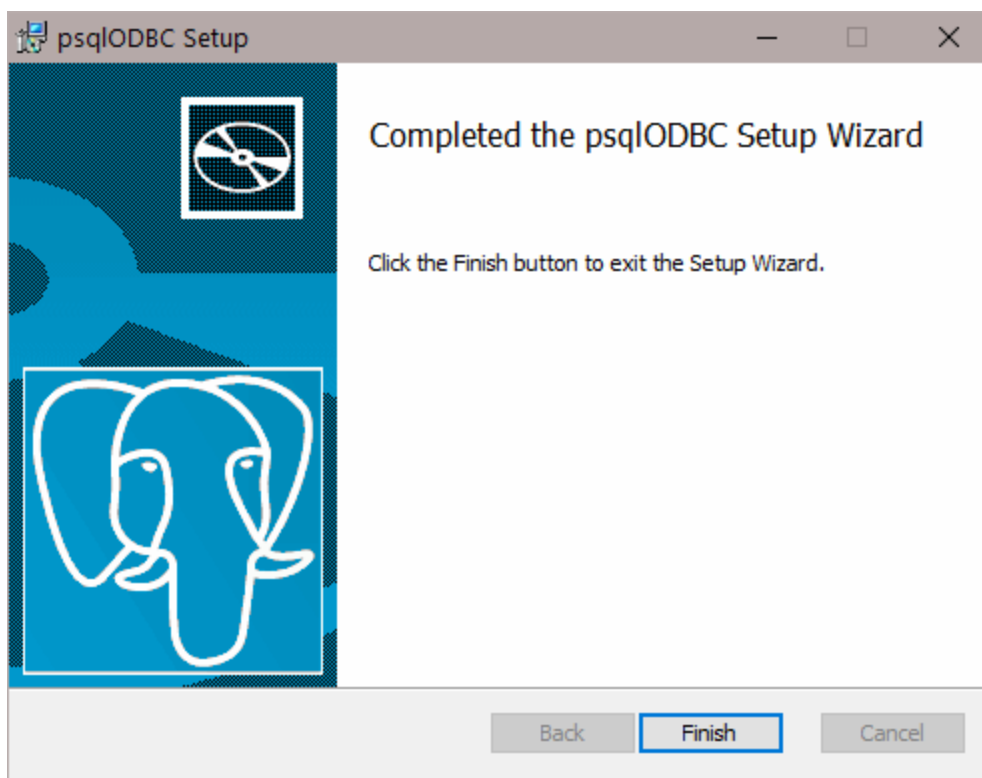 psqlODBC Setup
Completed the psqlODBC Setup Wizard
Click the Finish button to exit the Setup Wizard.
Back Finish Cancel